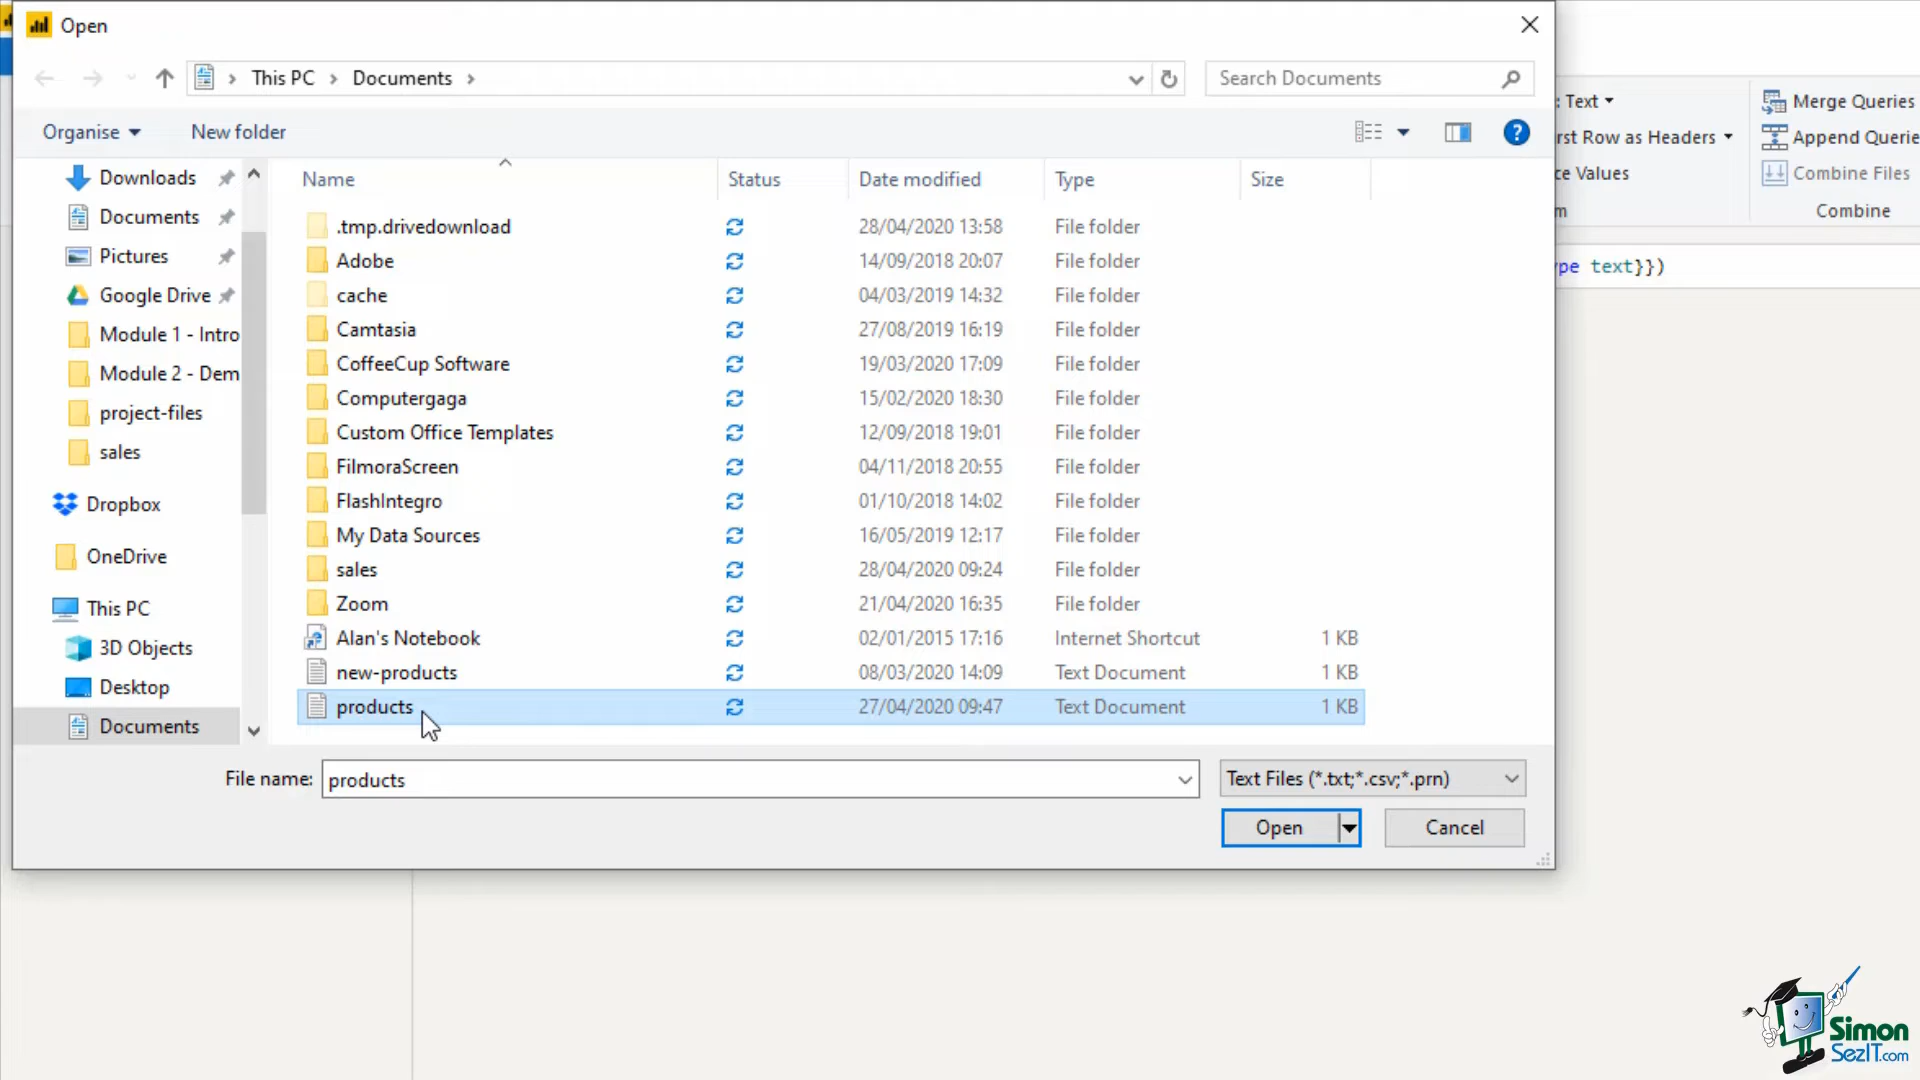 Open
This PC > Documents >
Search Documents
Organise
New folder
: Text
Merge Queries
rst Row as Headers
Append Querie
ce Values
Combine Files
m
Combine
Downloads
Documents
Pictures
Google Drive
Module 1 - Intro
Module 2 - Dem
project-files
sales
Dropbox
OneDrive
This PC
3D Objects
Desktop
Documents
Name Status Date modified Type Size
.tmp.drivedownload 28/04/2020 13:58 File folder
Adobe 14/09/2018 20:07 File folder
cache 04/03/2019 14:32 File folder
Camtasia 27/08/2019 16:19 File folder
CoffeeCup Software 19/03/2020 17:09 File folder
Computergaga 15/02/2020 18:30 File folder
Custom Office Templates 12/09/2018 19:01 File folder
FilmoraScreen 04/11/2018 20:55 File folder
FlashIntegro 01/10/2018 14:02 File folder
My Data Sources 16/05/2019 12:17 File folder
sales 28/04/2020 09:24 File folder
Zoom 21/04/2020 16:35 File folder
Alan's Notebook 02/01/2015 17:16 Internet Shortcut 1 KB
new-products 08/03/2020 14:09 Text Document 1 KB
products 27/04/2020 09:47 Text Document 1 KB
ype text}})
File name: products
Text Files (*.txt;*.csv;*.prn)
Open
Cancel
Simon
SezIT.com